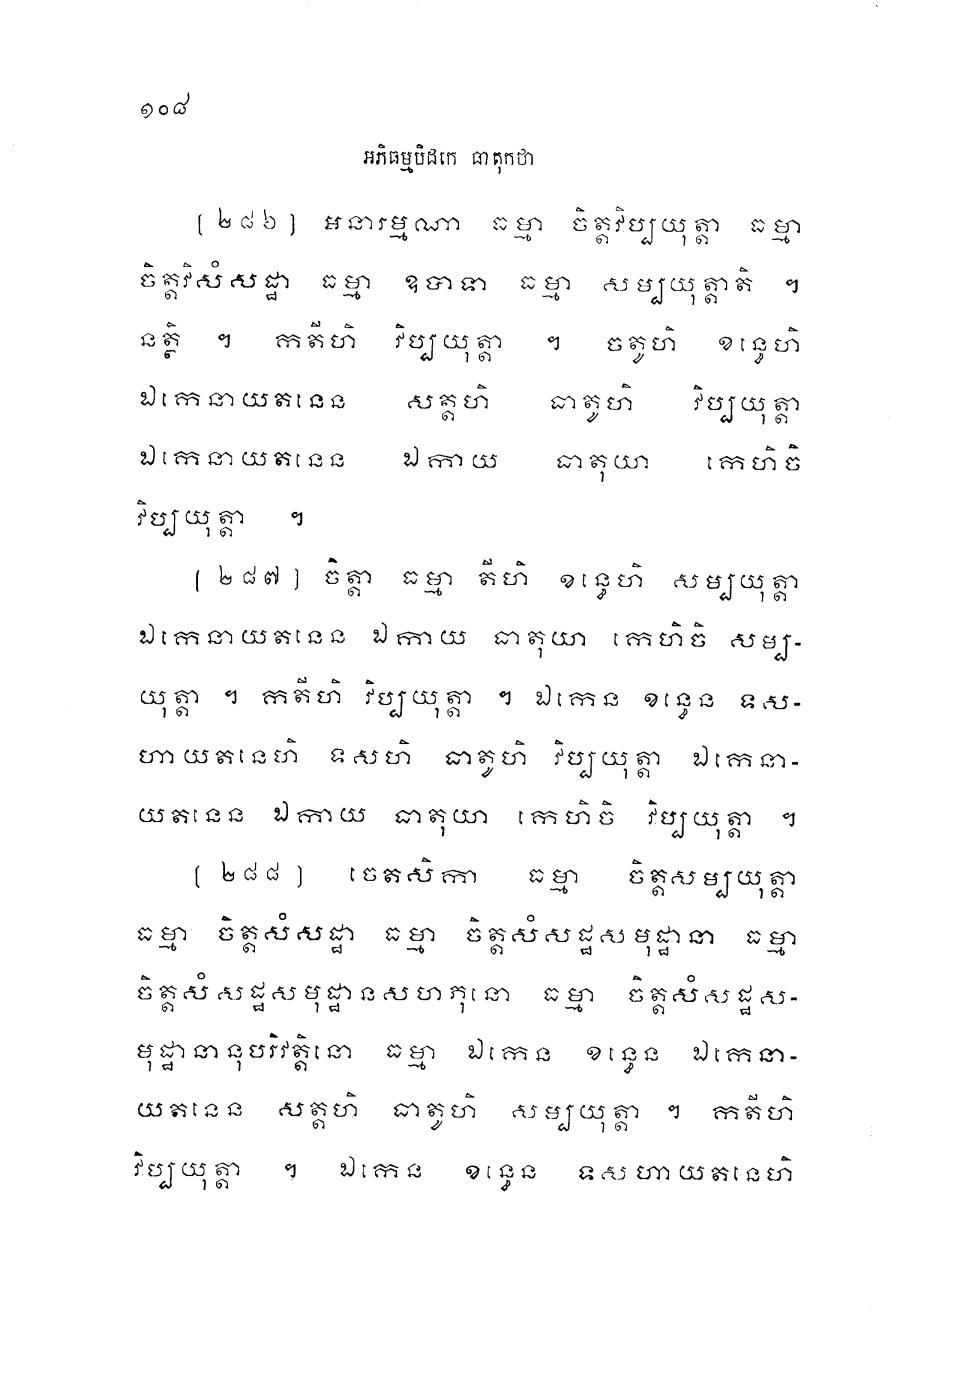 ១០៨
អភិធម្មបិដកេ ធាតុកថា
[២៨៦] អនារម្មណា ធម្មា ចិត្តវិប្បយុត្តា ធម្មា
ចិត្តវិសំសដ្ឋា ធម្មា ឧបាទា ធម្មា សម្បយុត្តាតិ ។
នត្ថិ ។ កតីហិ វិប្បយុត្តា ។ ចតូហិ ខន្ធេហិ
ឯកេនាយតនេន សត្តហិ ធាតូហិ វិប្បយុត្តា
ឯកេនាយតនេន ឯកាយ ធាតុយា កេហិចិ
វិប្បយុត្តា ។
[២៨៧] ចិត្តា ធម្មា តីហិ ខន្ធេហិ សម្បយុត្តា
ឯកេនាយតនេន ឯកាយ ធាតុយា កេហិចិ សម្ប-
យុត្តា ។ កតីហិ វិប្បយុត្តា ។ ឯកេន ខន្ធេន ទស-
ហាយតនេហិ ទសហិ ធាតូហិ វិប្បយុត្តា ឯកេនា-
យតនេន ឯកាយ ធាតុយា កេហិចិ វិប្បយុត្តា ។
[២៨៨] ចេតសិកា ធម្មា ចិត្តសម្បយុត្តា
ធម្មា ចិត្តសំសដ្ឋា ធម្មា ចិត្តសំសដ្ឋសមុដ្ឋានា ធម្មា
ចិត្តសំសដ្ឋសមុដ្ឋានសហភុនោ ធម្មា ចិត្តសំសដ្ឋស-
មុដ្ឋានានុបរិវត្តិនោ ធម្មា ឯកេន ខន្ធេន ឯកេនា-
យតនេន សត្តហិ ធាតូហិ សម្បយុត្តា ។ កតីហិ
វិប្បយុត្តា ។ ឯកេន ខន្ធេន ទសហាយតនេហិ